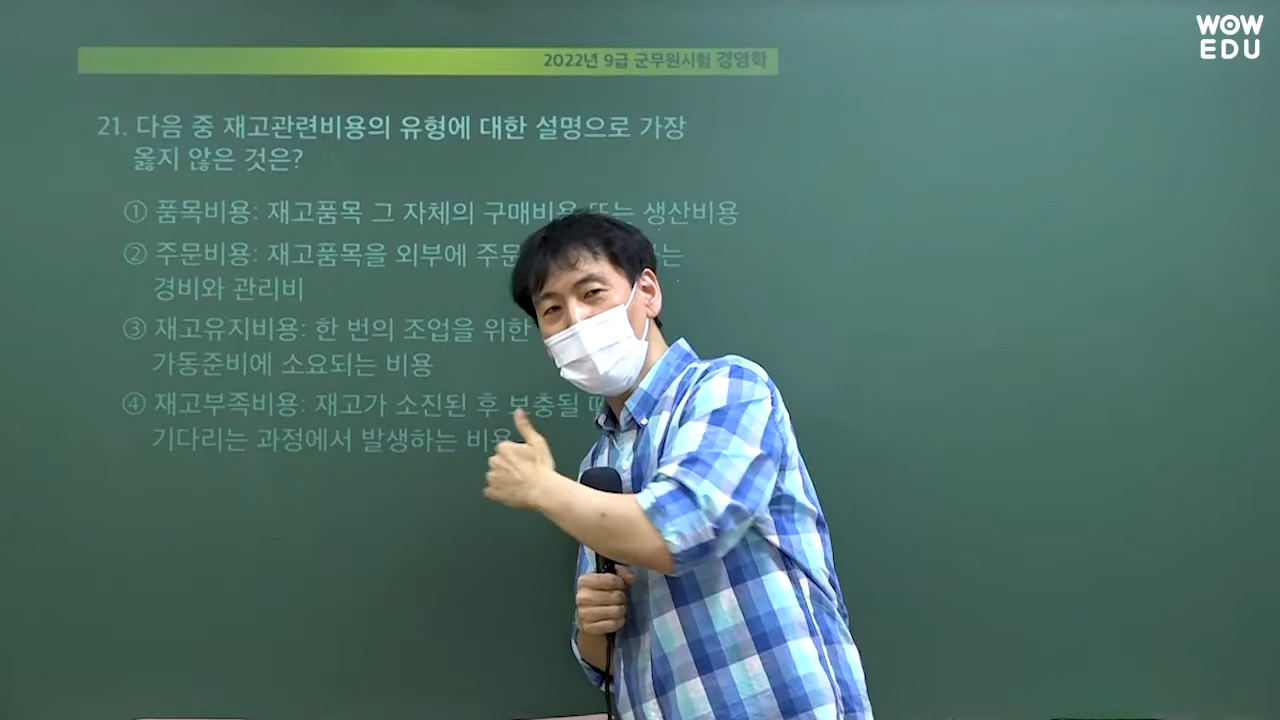 WOW
EDU
2022년 9급 군무원시험 경영학
21. 다음 중 재고관련비용의 유형에 대한 설명으로 가장
옳지 않은 것은?
① 품목비용: 재고품목 그 자체의 구매비용 또는 생산비용
② 주문비용: 재고품목을 외부에 주문
경비와 관리비
③ 재고유지비용: 한 번의 조업을 위한
가동준비에 소요되는 비용
④ 재고부족비용: 재고가 소진된 후 보충될
기다리는 과정에서 발생하는 비용